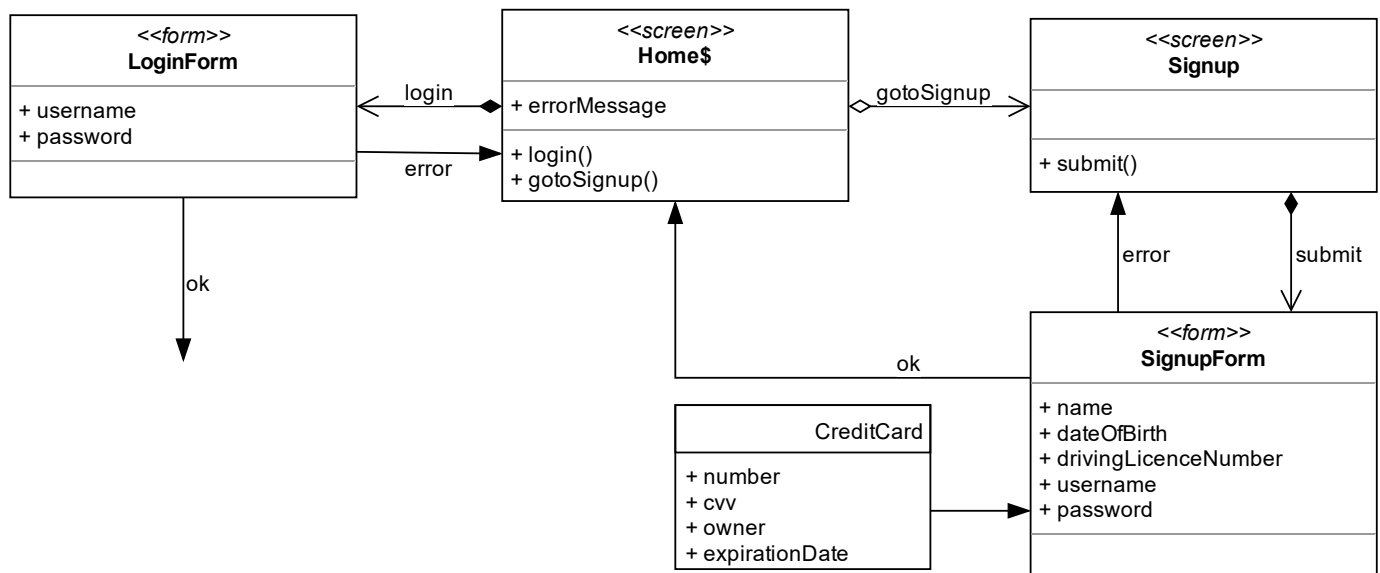 <<form>>
LoginForm
+ username
+ password
login
error
ok
<<screen>>
Home$
+ errorMessage
+ login()
+ gotoSignup()
gotoSignup
<<screen>>
Signup
+ submit()
error
submit
ok
<<form>>
SignupForm
+ name
+ dateOfBirth
+ drivingLicenceNumber
+ username
+ password
CreditCard
+ number
+ cvv
+ owner
+ expirationDate